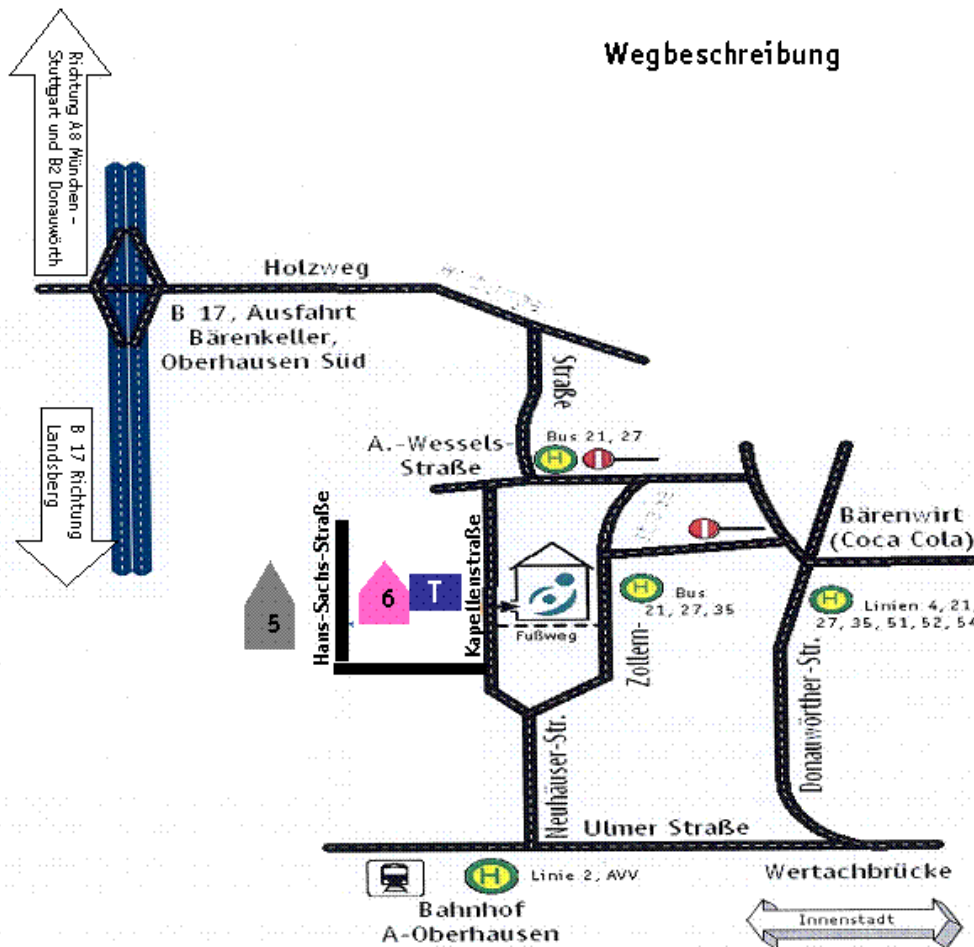 Wegbeschreibung
Richtung A8 München -
Stuttgart und B2 Donauwörth
Holzweg
B 17, Ausfahrt
Bärenkeller,
Oberhausen Süd
B 17 Richtung
Landsberg
Straße
Bus 21, 27
H
A.-Wessels-
Straße
Bärenwirt
(Coca Cola)
Hans-Sachs-Straße
Kapellenstraße
5
6
T
Fußweg
H
Bus
21, 27, 35
H
Linien 4, 21
27, 35, 51, 52, 54
Zollern-
Donauwörther-Str.
Neuhäuser-Str.
Ulmer Straße
H
Linie 2, AVV
Bahnhof
A-Oberhausen
Wertachbrücke
Innenstadt